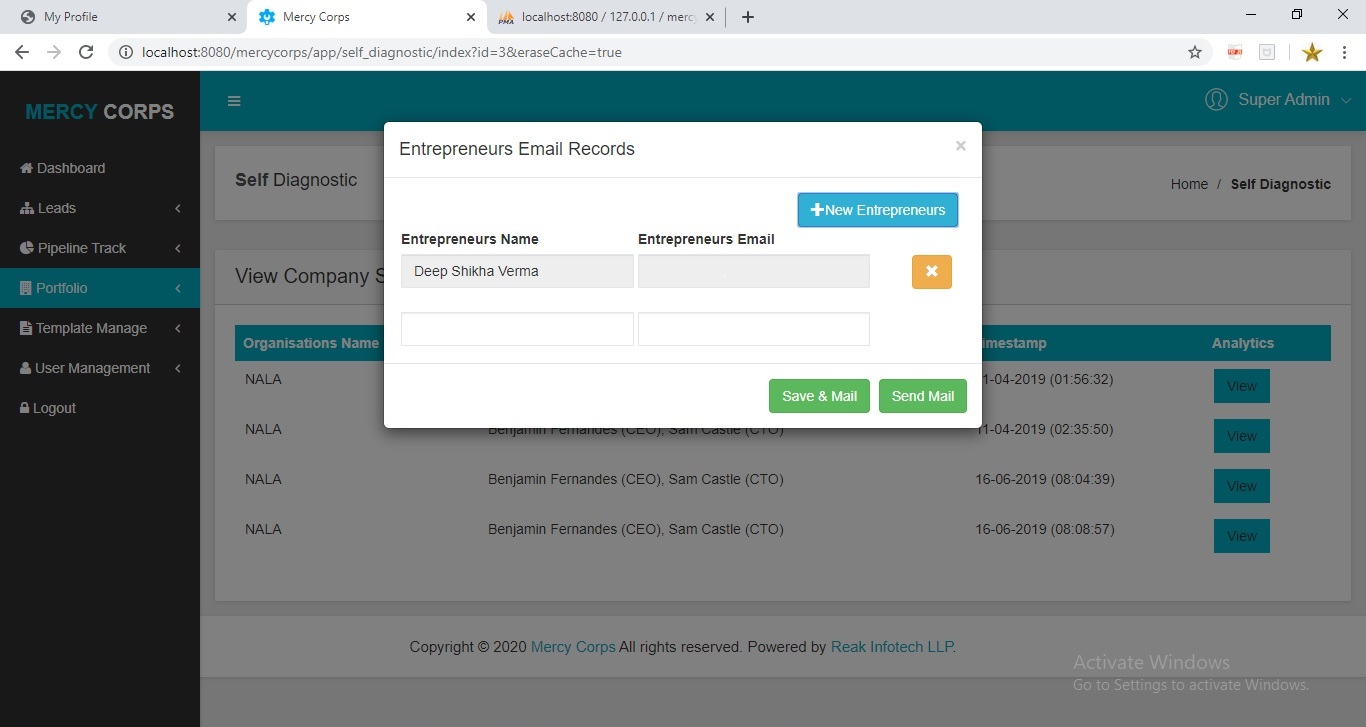 My Profile
Mercy Corps
localhost:8080 / 127.0.0.1 / merc
localhost:8080/mercycorps/app/self_diagnostic/index?id=3&eraseCache=true
MERCY CORPS
Super Admin
Dashboard
Leads
Pipeline Track
Portfolio
Template Manage
User Management
Logout
Self Diagnostic
Home / Self Diagnostic
Entrepreneurs Email Records
×
New Entrepreneurs
Entrepreneurs Name Entrepreneurs Email
Deep Shikha Verma
Save & Mail Send Mail
View Company S
Organisations Name imestamp Analytics
NALA 1-04-2019 (01:56:32) View
NALA Benjamin Fernandes (CEO), Sam Castle (CTO) 11-04-2019 (02:35:50) View
NALA Benjamin Fernandes (CEO), Sam Castle (CTO) 16-06-2019 (08:04:39) View
NALA Benjamin Fernandes (CEO), Sam Castle (CTO) 16-06-2019 (08:08:57) View
Copyright © 2020 Mercy Corps All rights reserved. Powered by Reak Infotech LLP.
Activate Windows
Go to Settings to activate Windows.